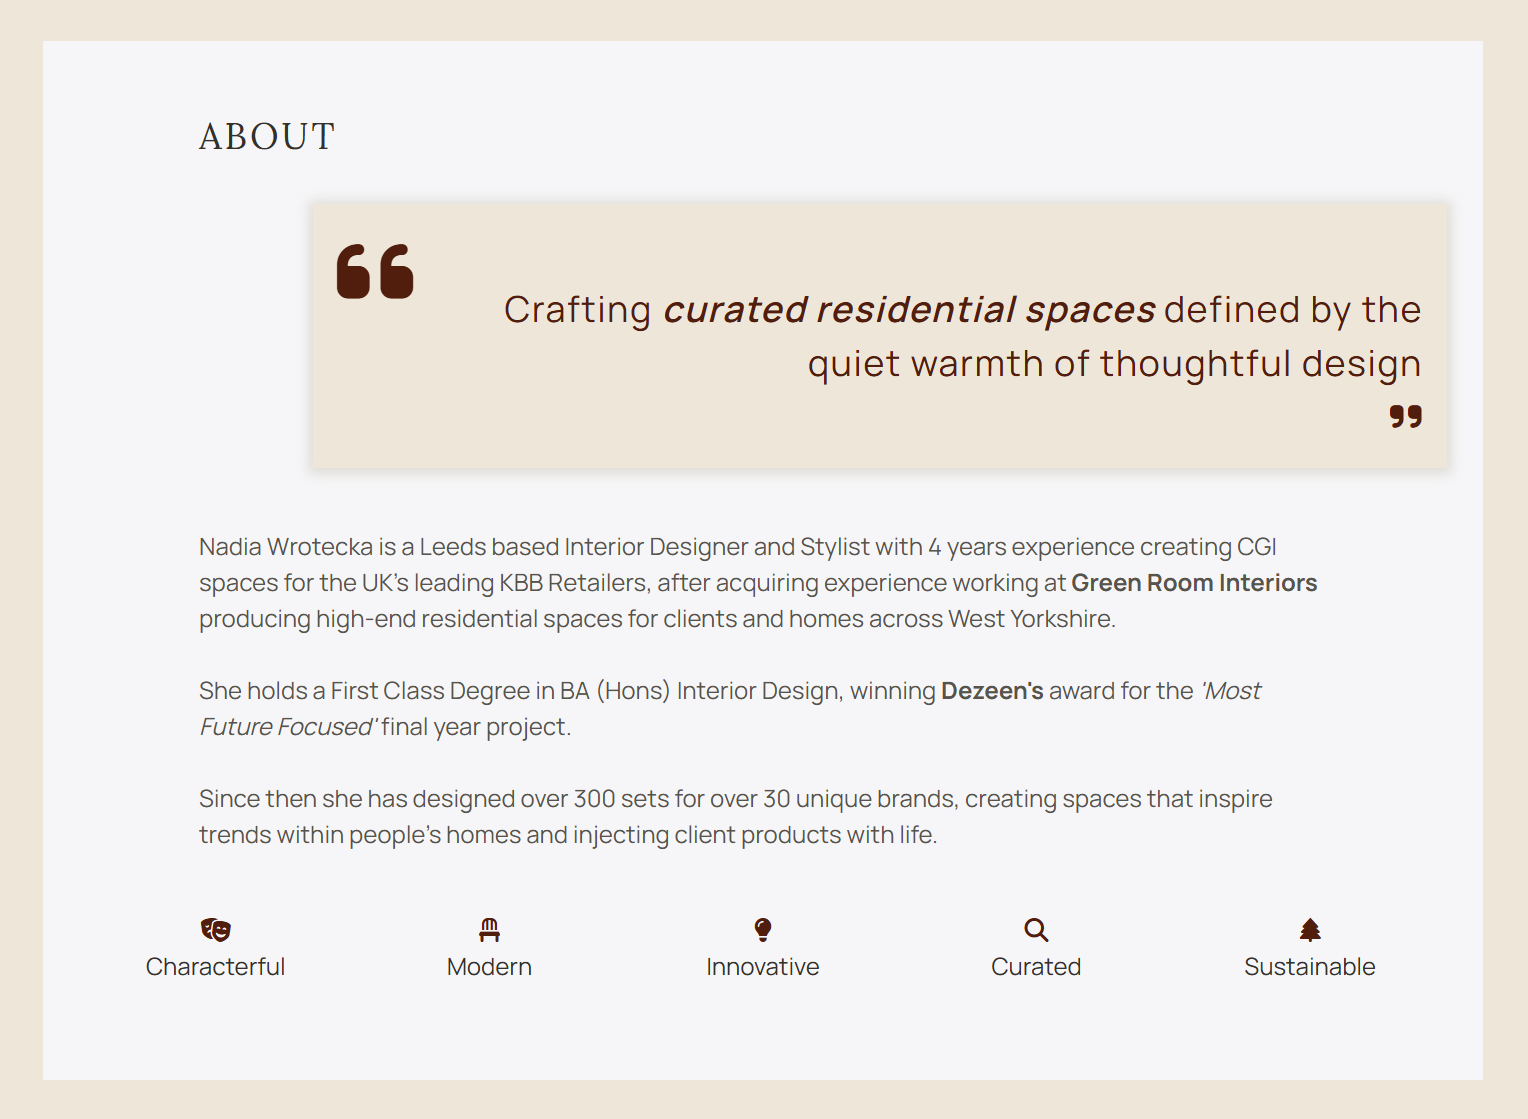 ABOUT
“
Crafting curated residential spaces defined by the
quiet warmth of thoughtful design
”
Nadia Wrotecka is a Leeds based Interior Designer and Stylist with 4 years experience creating CGI
spaces for the UK’s leading KBB Retailers, after acquiring experience working at Green Room Interiors
producing high-end residential spaces for clients and homes across West Yorkshire.
She holds a First Class Degree in BA (Hons) Interior Design, winning Dezeen's award for the 'Most
Future Focused' final year project.
Since then she has designed over 300 sets for over 30 unique brands, creating spaces that inspire
trends within people’s homes and injecting client products with life.
Characterful
Modern
Innovative
Curated
Sustainable